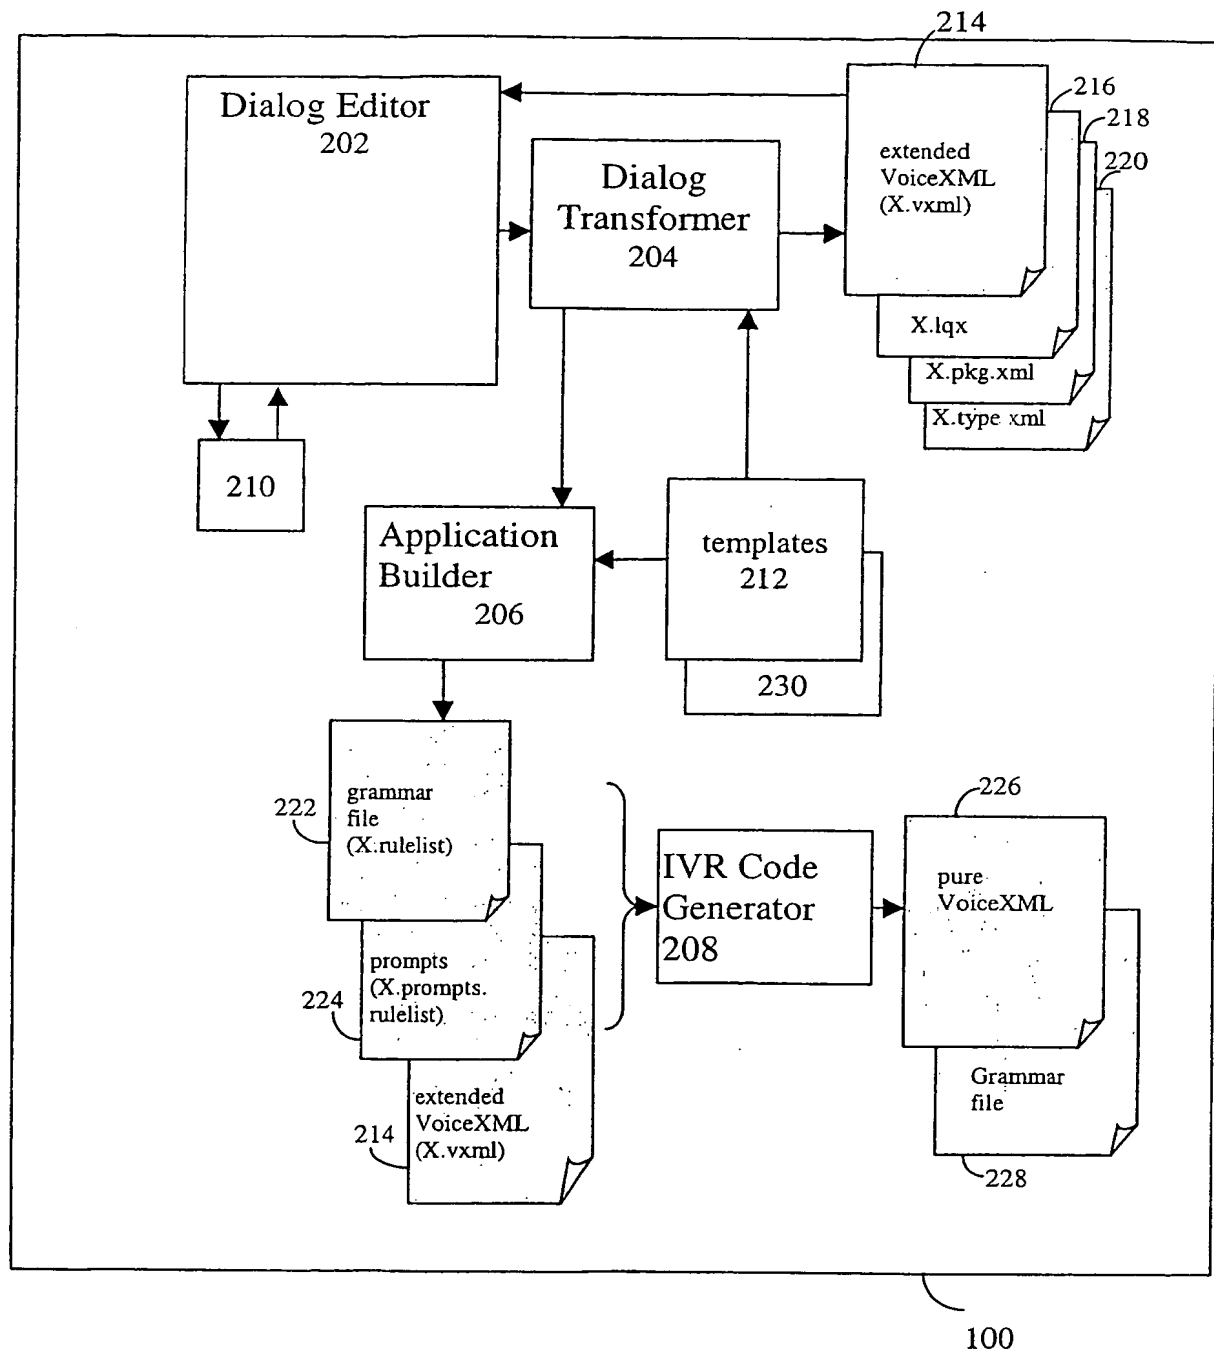 214
Dialog Editor
202
216
218
220
extended
VoiceXML
(X.vxml)
Dialog
Transformer
204
X.lqx
X.pkg.xml
X.type xml
210
Application
Builder
206
templates
212
230
222
grammar
file
(X.rulelist)
226
IVR Code
Generator
208
pure
VoiceXML
224
prompts
(X.prompts.
rulelist)
214
extended
VoiceXML
(X.vxml)
Grammar
file
228
100